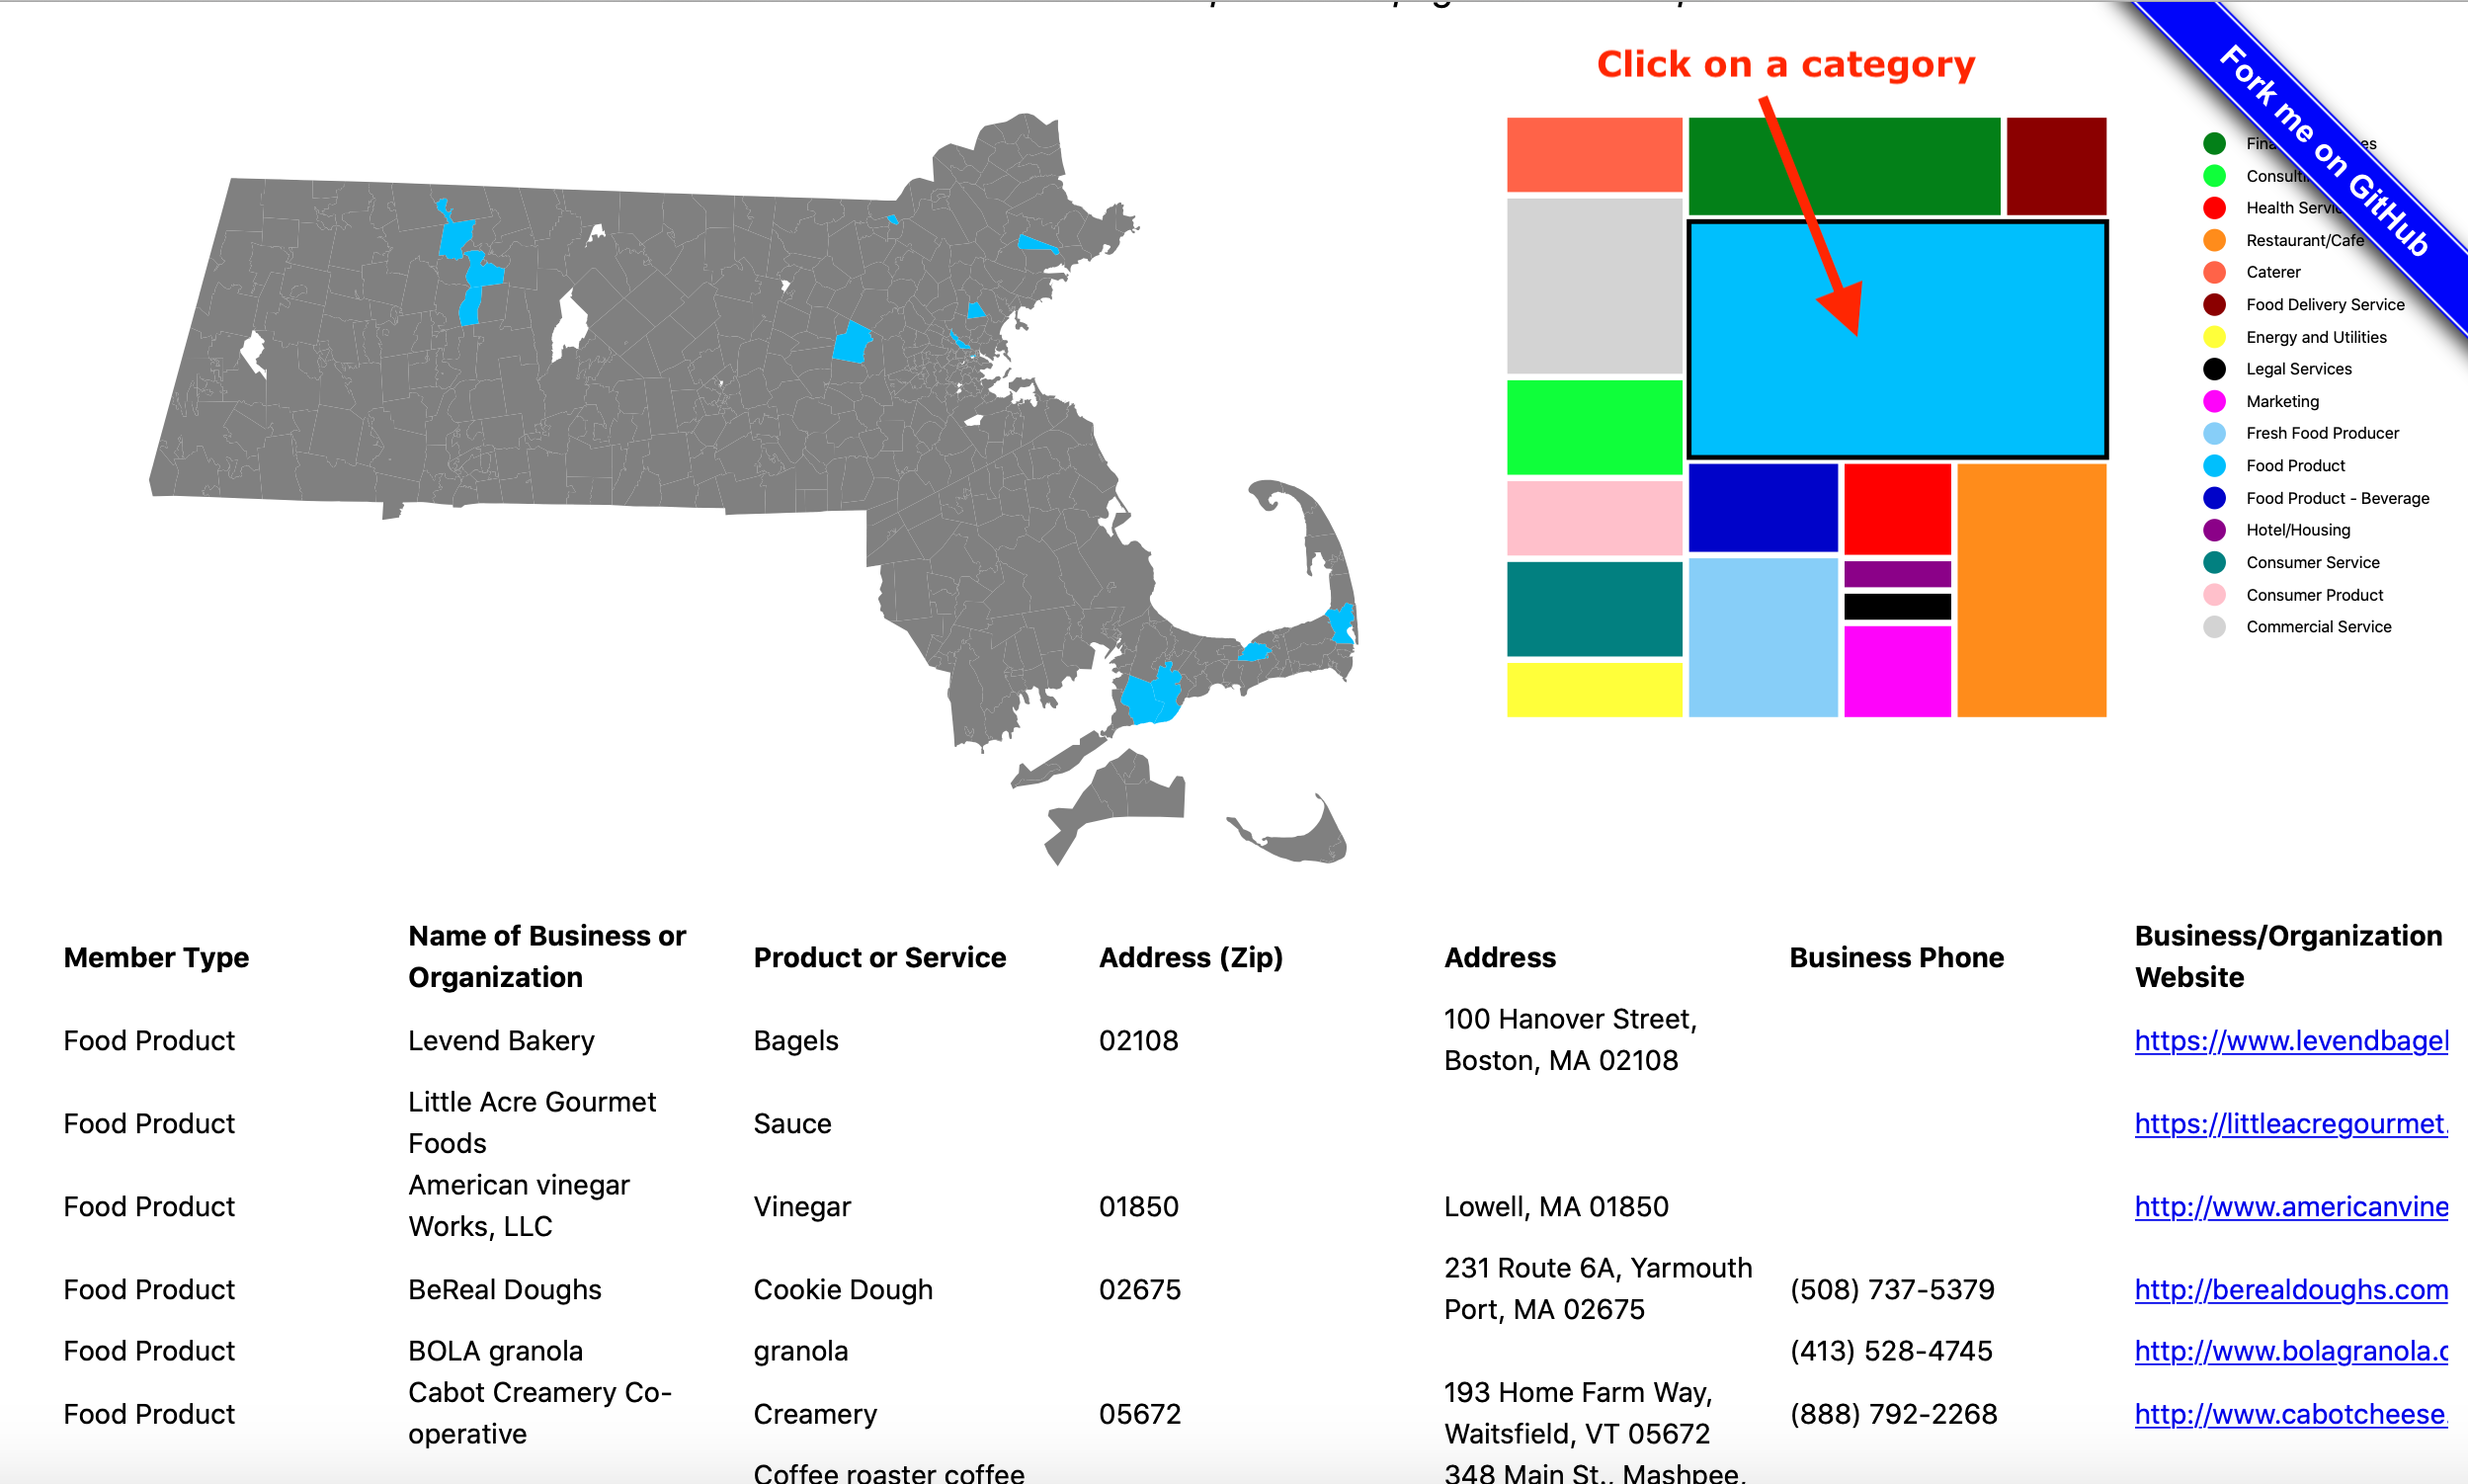 Click on a category
Fork me on GitHub
Health
Restaurant/Cafe
Caterer
Food Delivery Service
Energy and Utilities
Legal Services
Marketing
Fresh Food Producer
Food Product
Food Product - Beverage
Hotel/Housing
Consumer Service
Consumer Product
Commercial Service
Member Type
Name of Business or
Organization
Product or Service
Address (Zip)
Address
Business Phone
Business/Organization
Website
Food Product
Levend Bakery
Bagels
02108
100 Hanover Street,
Boston, MA 02108
https://www.levendbagel
Food Product
Little Acre Gourmet
Foods
Sauce
https://littleacregourmet.
Food Product
American vinegar
Works, LLC
Vinegar
01850
Lowell, MA 01850
http://www.americanvine
Food Product
BeReal Doughs
Cookie Dough
02675
231 Route 6A, Yarmouth
Port, MA 02675
(508) 737-5379
http://berealdoughs.com
Food Product
BOLA granola
granola
(413) 528-4745
http://www.bolagranola.c
Food Product
Cabot Creamery Co-
operative
Creamery
05672
193 Home Farm Way,
Waitsfield, VT 05672
(888) 792-2268
http://www.cabotcheese.
Coffee roaster coffee
348 Main St., Mashpee,